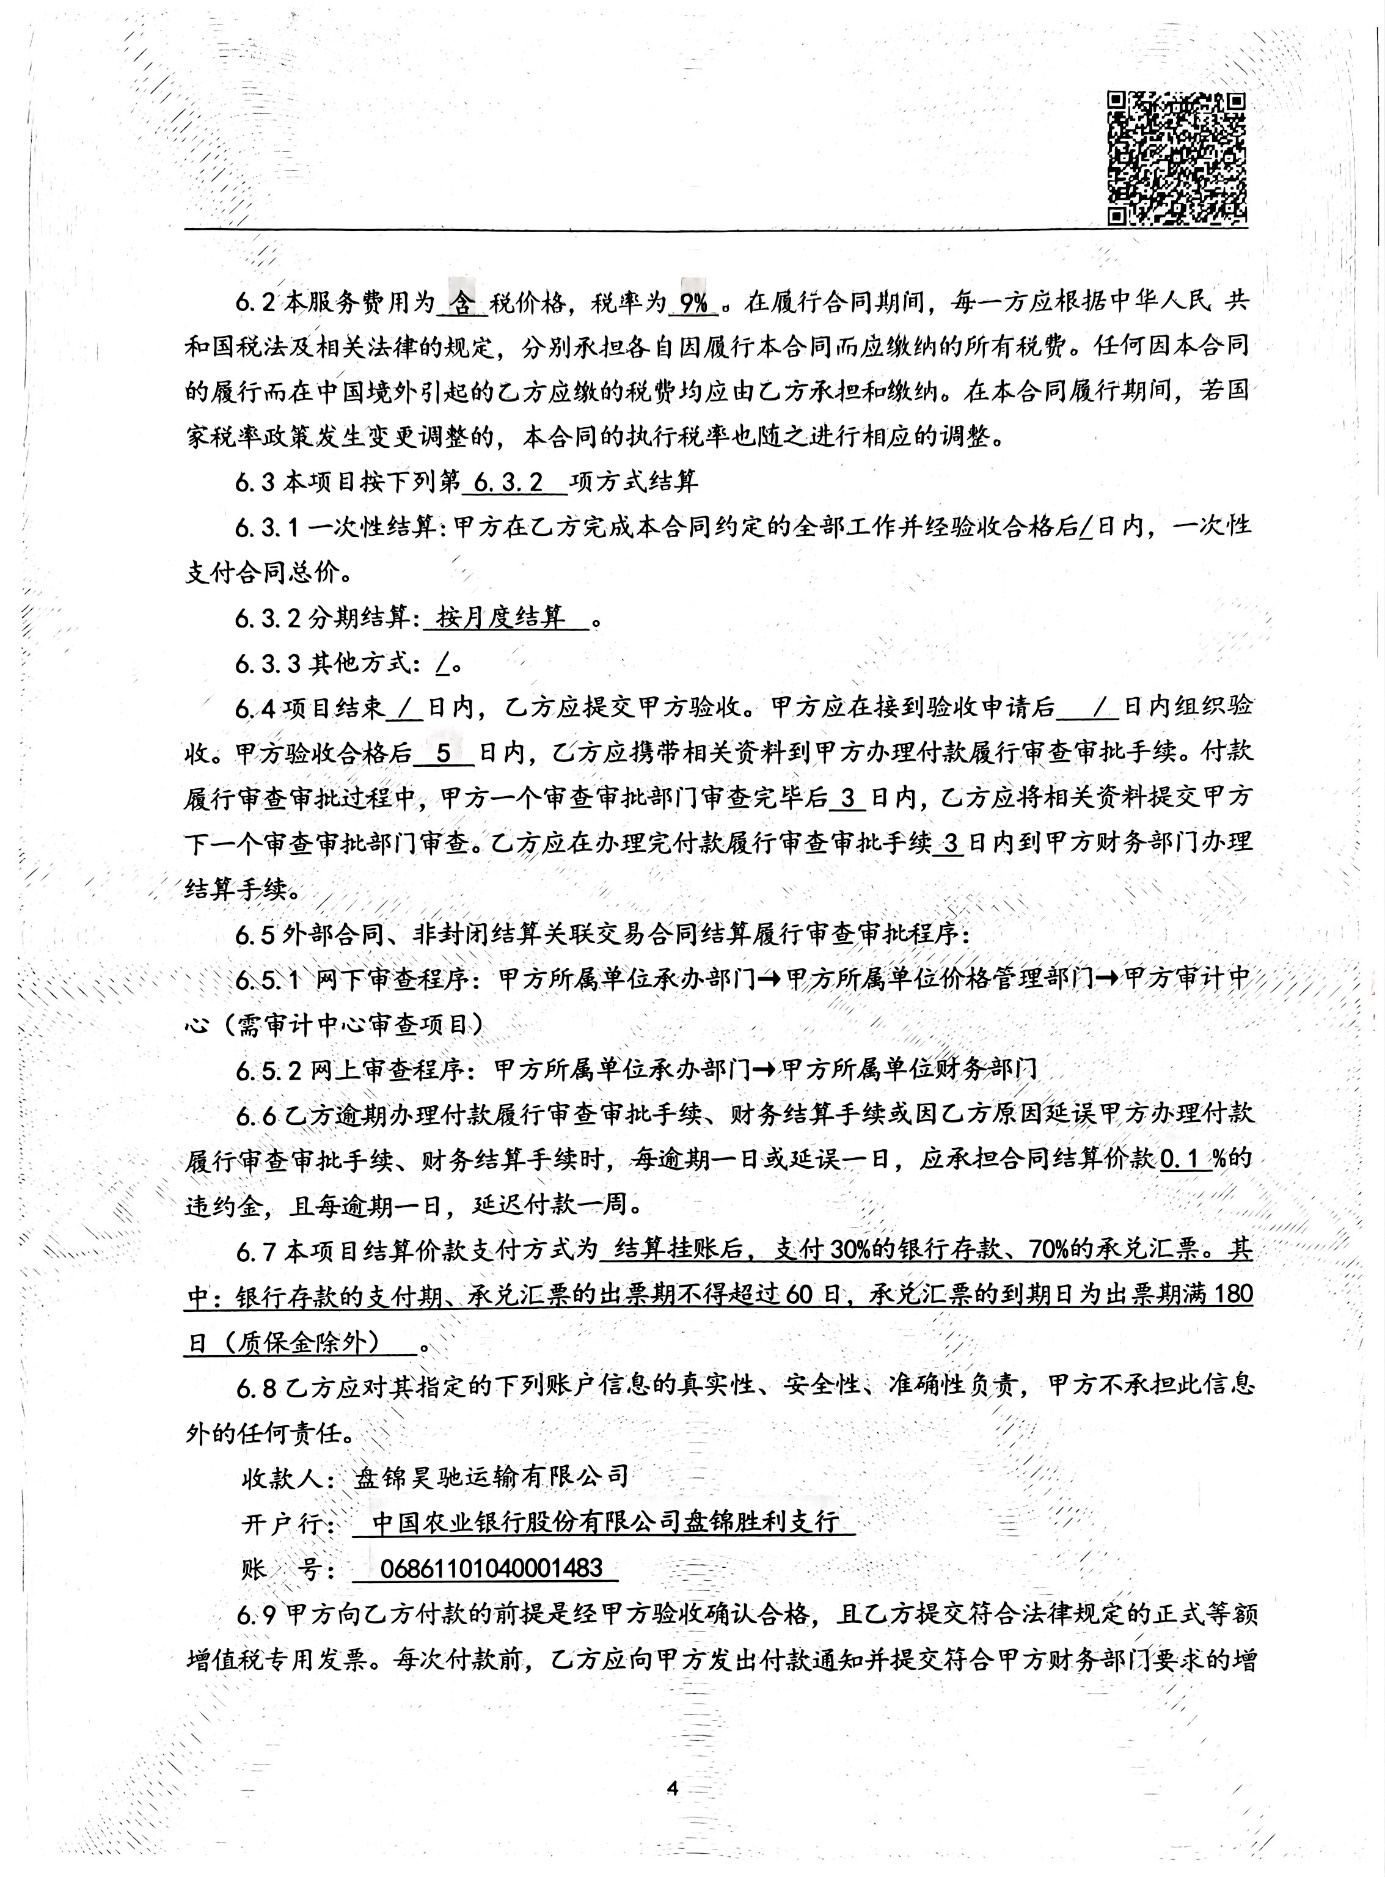 6.2本服务费用为 含 税价格，税率为 9% 。在履行合同期间，每一方应根据中华人民 共
和国税法及相关法律的规定，分别承担各自因履行本合同而应缴纳的所有税费。任何因本合同
的履行而在中国境外引起的乙方应缴的税费均应由乙方承担和缴纳。在本合同履行期间，若国
家税率政策发生变更调整的，本合同的执行税率也随之进行相应的调整。
6.3本项目按下列第 6.3.2 项方式结算
6.3.1一次性结算：甲方在乙方完成本合同约定的全部工作并经验收合格后/日内，一次性
支付合同总价。
6.3.2分期结算： 按月度结算 。
6.3.3其他方式：/。
6.4项目结束 / 日内，乙方应提交甲方验收。甲方应在接到验收申请后 / 日内组织验
收。甲方验收合格后 5 日内，乙方应携带相关资料到甲方办理付款履行审查审批手续。付款
履行审查审批过程中，甲方一个审查审批部门审查完毕后 3 日内，乙方应将相关资料提交甲方
下一个审查审批部门审查。乙方应在办理完付款履行审查审批手续 3 日内到甲方财务部门办理
结算手续。
6.5外部合同、非封闭结算关联交易合同结算履行审查审批程序：
6.5.1 网下审查程序：甲方所属单位承办部门→甲方所属单位价格管理部门→甲方审计中
心（需审计中心审查项目）
6.5.2网上审查程序：甲方所属单位承办部门→甲方所属单位财务部门
6.6乙方逾期办理付款履行审查审批手续、财务结算手续或因乙方原因延误甲方办理付款
履行审查审批手续、财务结算手续时，每逾期一日或延误一日，应承担合同结算价款0.1 %的
违约金，且每逾期一日，延迟付款一周。
6.7本项目结算价款支付方式为 结算挂账后，支付30%的银行存款、70%的承兑汇票。其
中：银行存款的支付期、承兑汇票的出票期不得超过60日，承兑汇票的到期日为出票期满180
日（质保金除外） 。
6.8乙方应对其指定的下列账户信息的真实性、安全性、准确性负责，甲方不承担此信息
外的任何责任。
收款人：盘锦昊驰运输有限公司
开户行： 中国农业银行股份有限公司盘锦胜利支行
账 号： 06861101040001483
6.9甲方向乙方付款的前提是经甲方验收确认合格，且乙方提交符合法律规定的正式等额
增值税专用发票。每次付款前，乙方应向甲方发出付款通知并提交符合甲方财务部门要求的增
4